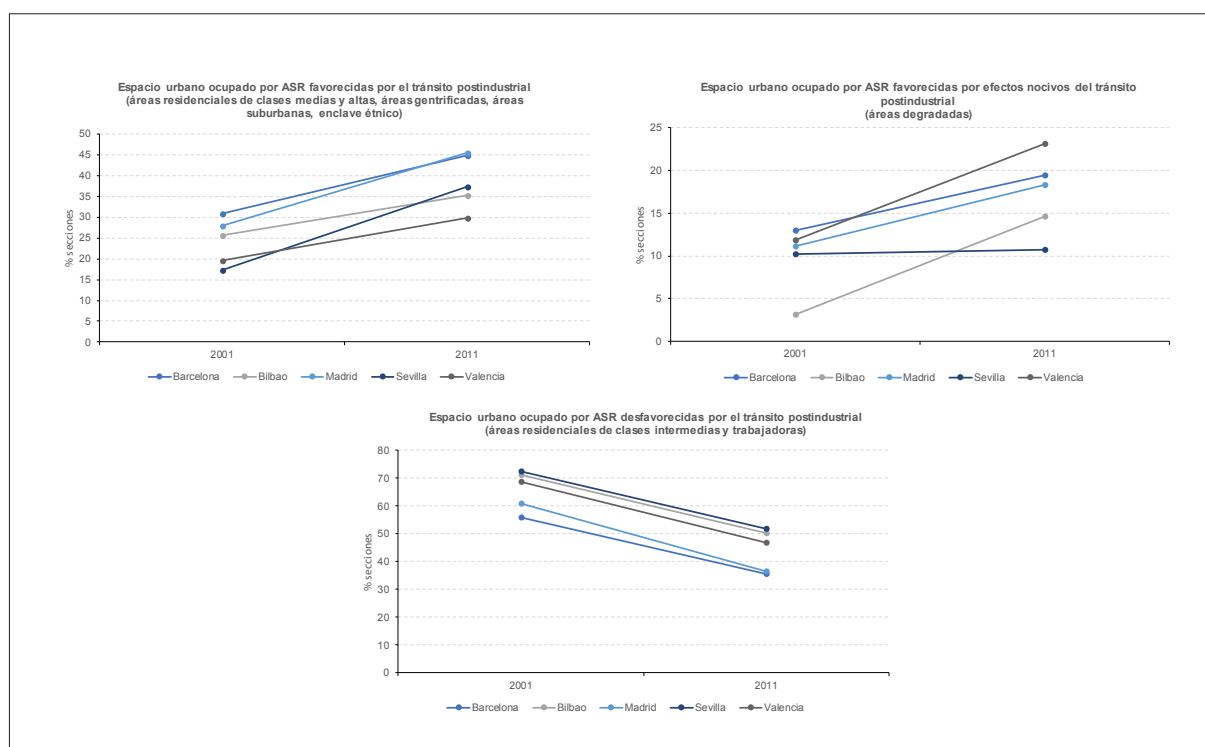 Espacio urbano ocupado por ASR favorecidas por el tránsito postindustrial
(áreas residenciales de clases medias y altas, áreas gentrificadas, áreas
suburbanas, enclave étnico)
50
45
40
35
30
25
20
15
10
5
0
% secciones
2001
2011
Barcelona Bilbao Madrid Sevilla Valencia
Espacio urbano ocupado por ASR favorecidas por efectos nocivos del tránsito
postindustrial
(áreas degradadas)
25
20
15
10
5
0
% secciones
2001
2011
Barcelona Bilbao Madrid Sevilla Valencia
Espacio urbano ocupado por ASR desfavorecidas por el tránsito postindustrial
(áreas residenciales de clases intermedias y trabajadoras)
80
70
60
50
40
30
20
10
0
% secciones
2001
2011
Barcelona Bilbao Madrid Sevilla Valencia